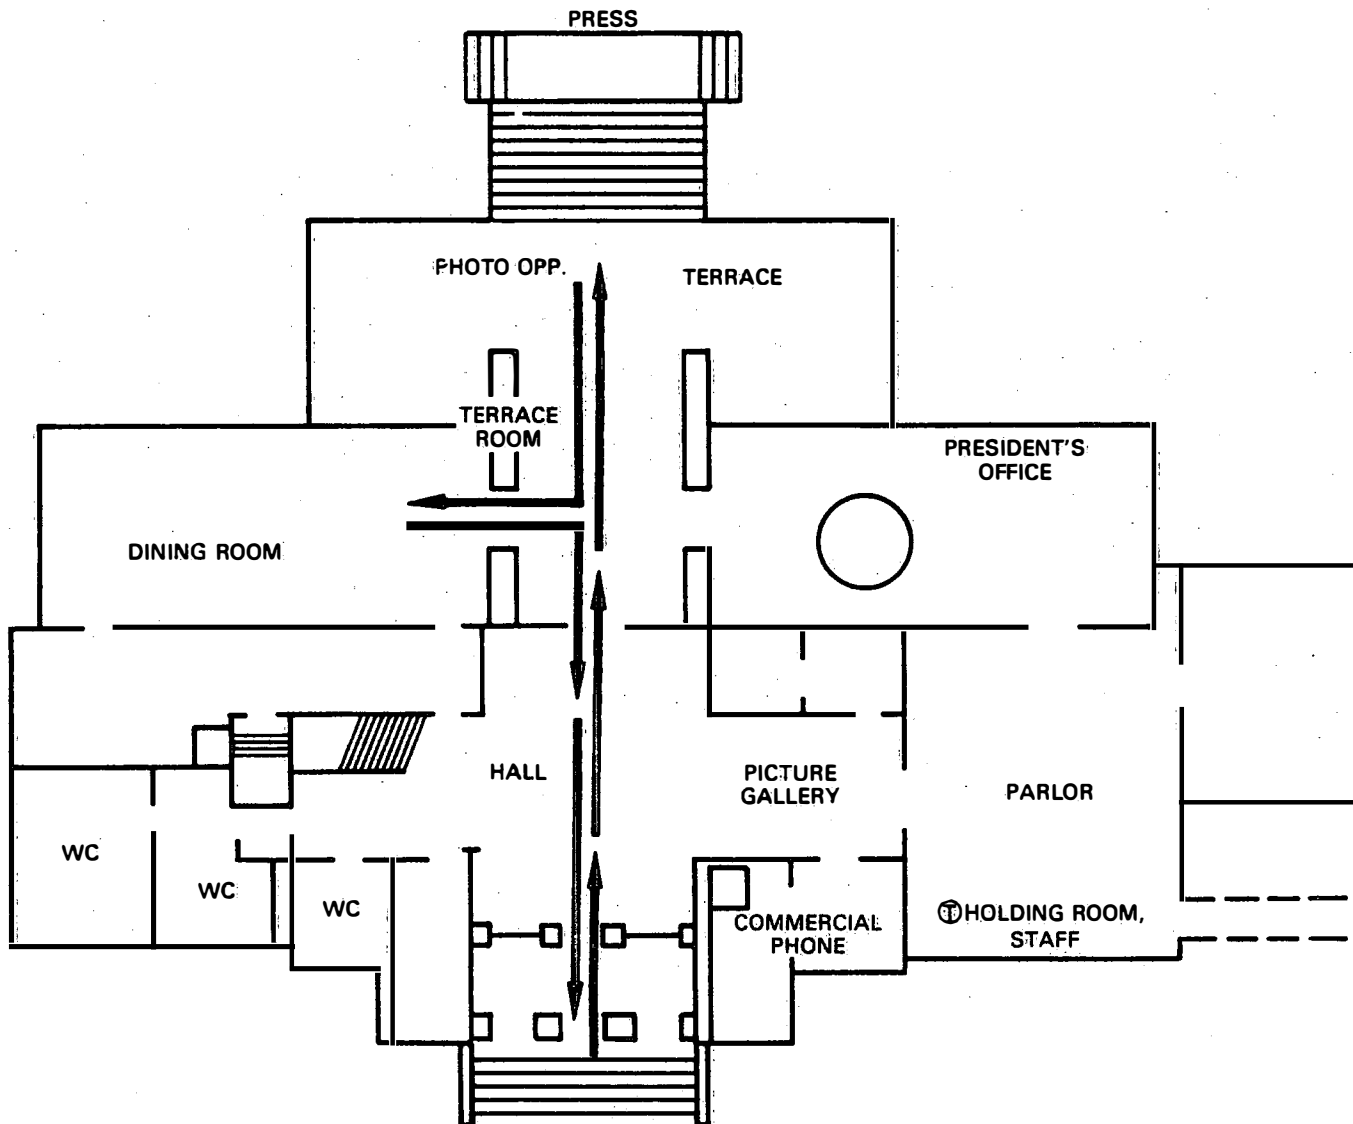 PRESS
PHOTO OPP.
TERRACE
TERRACE
ROOM
PRESIDENT'S
OFFICE
DINING ROOM
HALL
PICTURE
GALLERY
PARLOR
WC
WC
WC
COMMERCIAL
PHONE
Ⓣ HOLDING ROOM,
STAFF